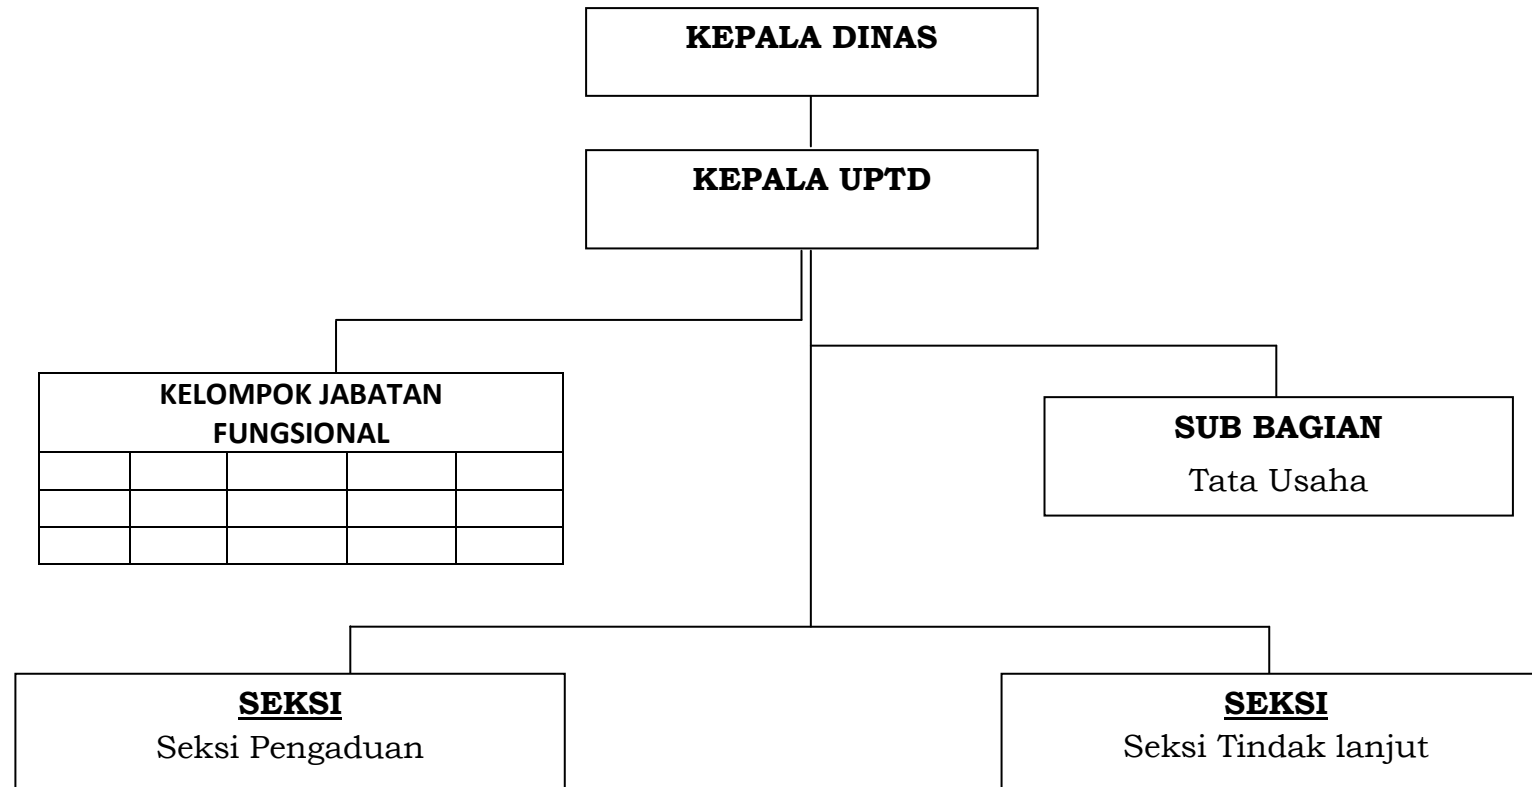 KEPALA DINAS
KEPALA UPTD
KELOMPOK JABATAN
FUNGSIONAL
SUB BAGIAN
Tata Usaha
SEKSI
Seksi Pengaduan
SEKSI
Seksi Tindak lanjut